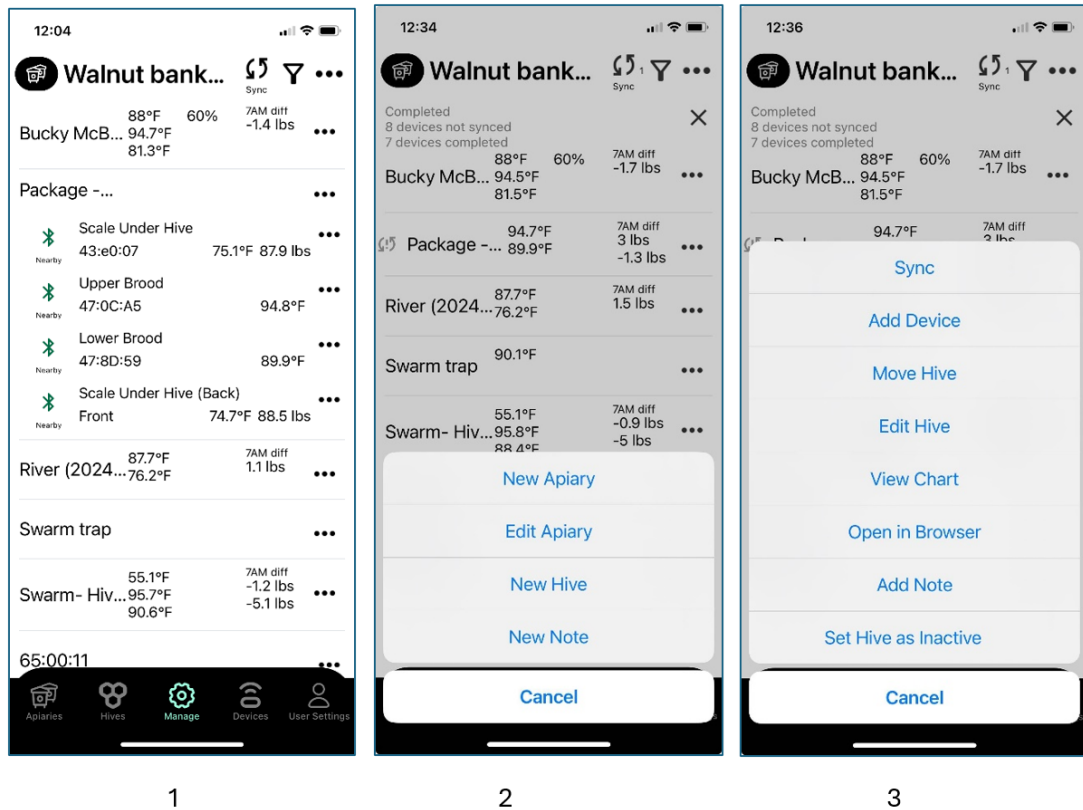 12:04
Walnut bank...
Sync
88°F 60% 7AM diff
Bucky McB... 94.7°F -1.4 lbs
81.3°F
Package -...
Scale Under Hive
Nearby 43:e0:07 75.1°F 87.9 lbs
Upper Brood
Nearby 47:0C:A5 94.8°F
Lower Brood
Nearby 47:8D:59 89.9°F
Scale Under Hive (Back)
Nearby Front 74.7°F 88.5 lbs
87.7°F 7AM diff
River (2024... 76.2°F 1.1 lbs
Swarm trap
55.1°F 7AM diff
Swarm- Hiv... 95.7°F -1.2 lbs
90.6°F -5.1 lbs
65:00:11
Apiaries Hives Manage Devices User Settings
1
12:34
Walnut bank...
1
Sync
Completed
8 devices not synced
7 devices completed
88°F 60% 7AM diff
Bucky McB... 94.5°F -1.7 lbs
81.5°F
94.7°F 7AM diff
Package -... 89.9°F 3 lbs
-1.3 lbs
87.7°F 7AM diff
River (2024... 76.2°F 1.5 lbs
Swarm trap 90.1°F
55.1°F 7AM diff
Swarm- Hiv... 95.8°F -0.9 lbs
88.4°F -5 lbs
New Apiary
Edit Apiary
New Hive
New Note
Cancel
2
12:36
Walnut bank...
1
Sync
Completed
8 devices not synced
7 devices completed
88°F 60% 7AM diff
Bucky McB... 94.5°F -1.7 lbs
81.5°F
94.7°F 7AM diff
3 lbs
Sync
Add Device
Move Hive
Edit Hive
View Chart
Open in Browser
Add Note
Set Hive as Inactive
Cancel
3